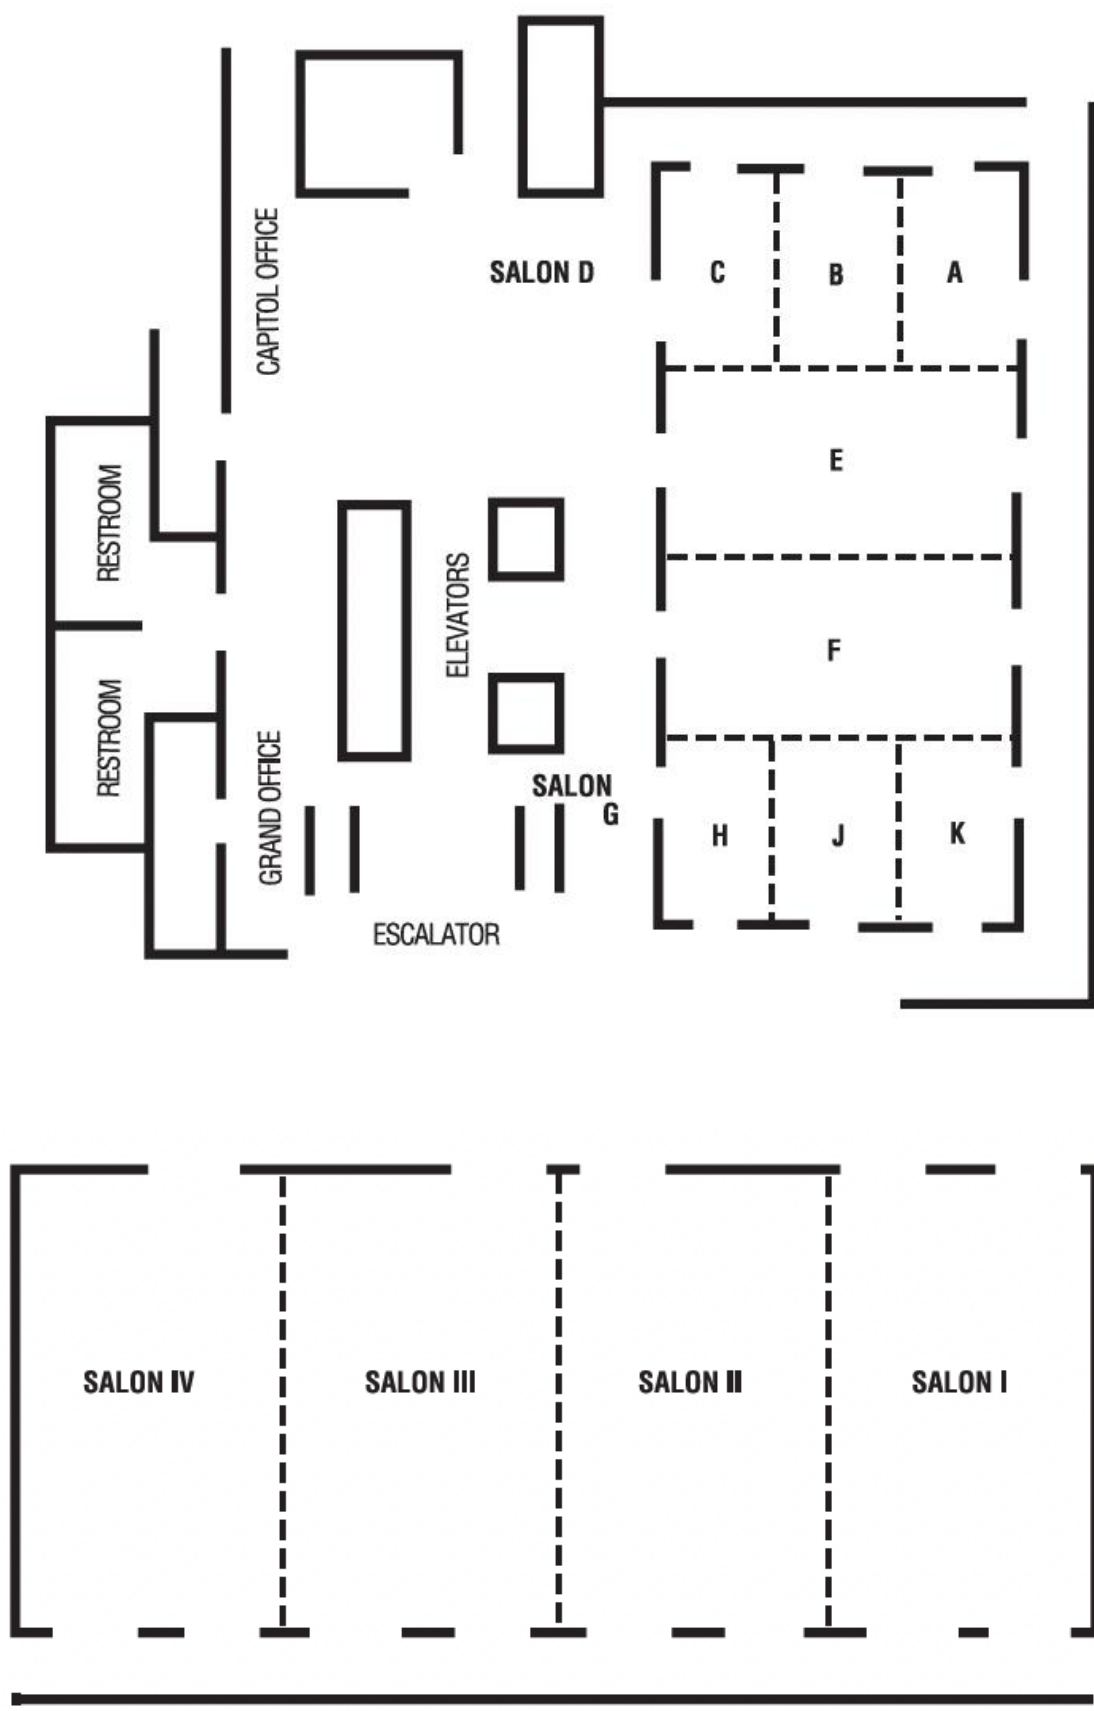 CAPITOL OFFICE
SALON D
C
B
A
RESTROOM
E
ELEVATORS
F
RESTROOM
GRAND OFFICE
SALON
G
H
J
K
ESCALATOR
SALON IV
SALON III
SALON II
SALON I